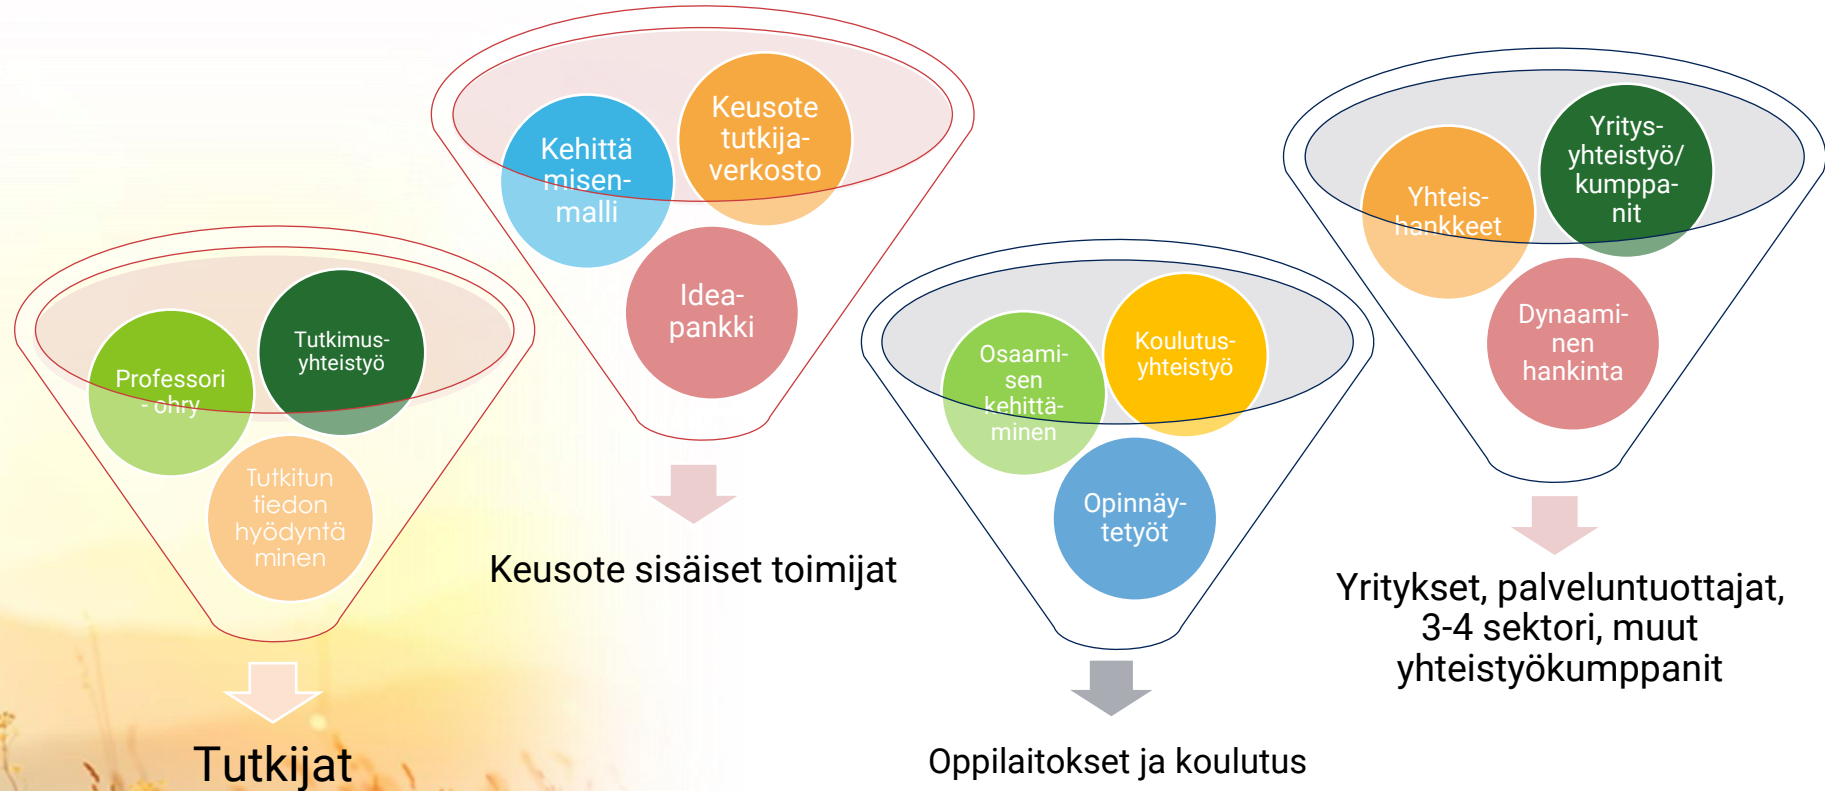 Professori
- ohry
Tutkimus-
yhteistyö
Tutkitun
tiedon
hyödyntä
minen
Tutkijat
Kehittä
misen-
malli
Keusote
tutkija-
verkosto
Idea-
pankki
Keusote sisäiset toimijat
Osaami-
sen
kehittä-
minen
Koulutus-
yhteistyö
Opinnäy-
tetyöt
Oppilaitokset ja koulutus
Yhteis-
hankkeet
Yritys-
yhteistyö/
kumppa-
nit
Dynaami-
nen
hankinta
Yritykset, palveluntuottajat,
3-4 sektori, muut
yhteistyökumppanit